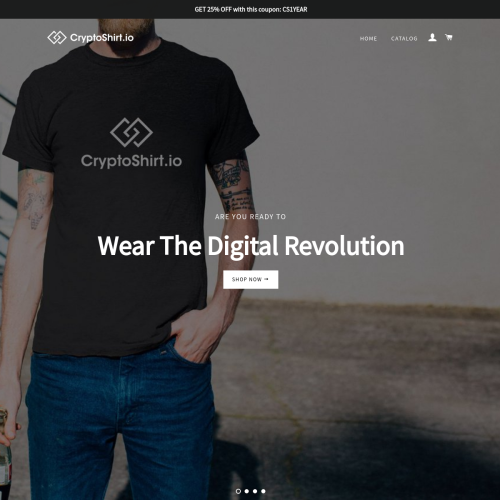 GET 25% OFF with this coupon: CS1YEAR
CryptoShirt.io
HOME
CATALOG
CryptoShirt.io
ARE YOU READY TO
Wear The Digital Revolution
SHOP NOW →